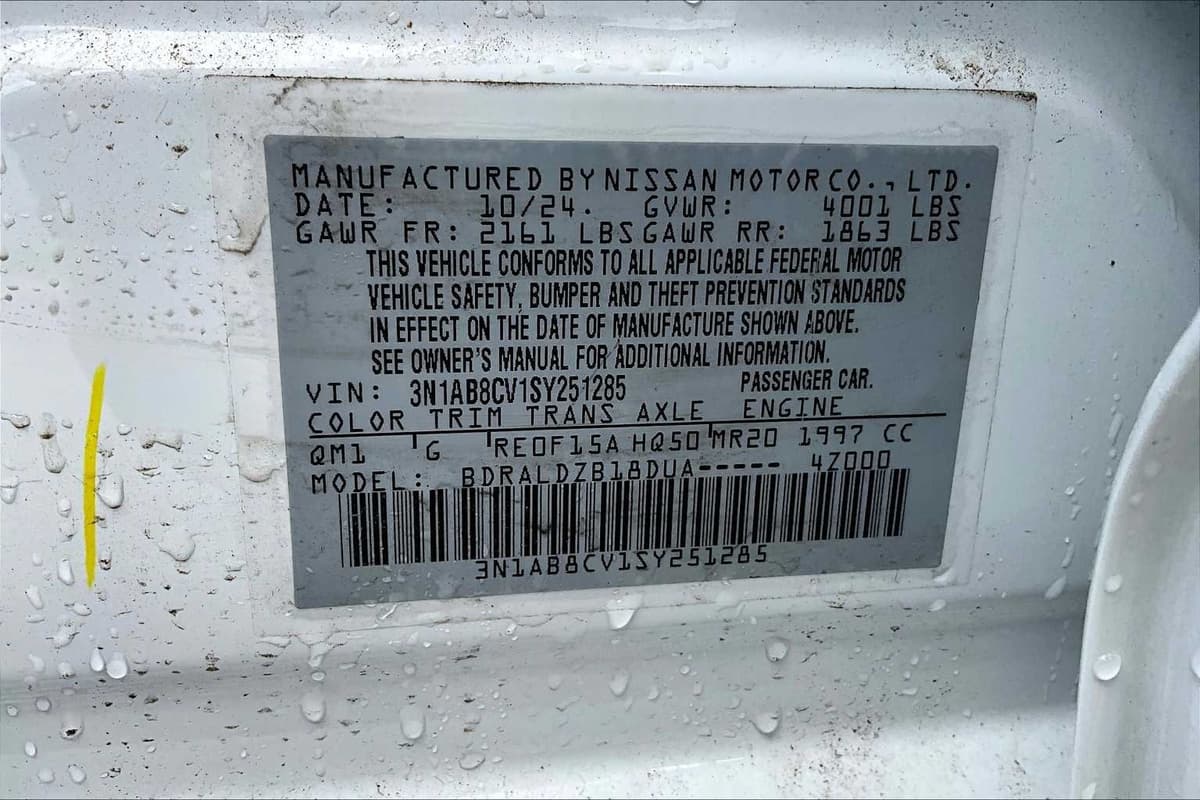 MANUFACTURED BY NISSAN MOTOR CO., LTD.
DATE: 10/24. GVWR: 4001 LBS
GAWR FR: 2161 LBS GAWR RR: 1863 LBS
THIS VEHICLE CONFORMS TO ALL APPLICABLE FEDERAL MOTOR
VEHICLE SAFETY, BUMPER AND THEFT PREVENTION STANDARDS
IN EFFECT ON THE DATE OF MANUFACTURE SHOWN ABOVE.
SEE OWNER'S MANUAL FOR ADDITIONAL INFORMATION.
VIN: 3N1AB8CV1SY251285 PASSENGER CAR.
COLOR TRIM TRANS AXLE ENGINE
QM1 G RE0F15A HQ50 MR20 1997 CC
MODEL: BDRALDZB18DUA----- 4Z000
3N1AB8CV1SY251285